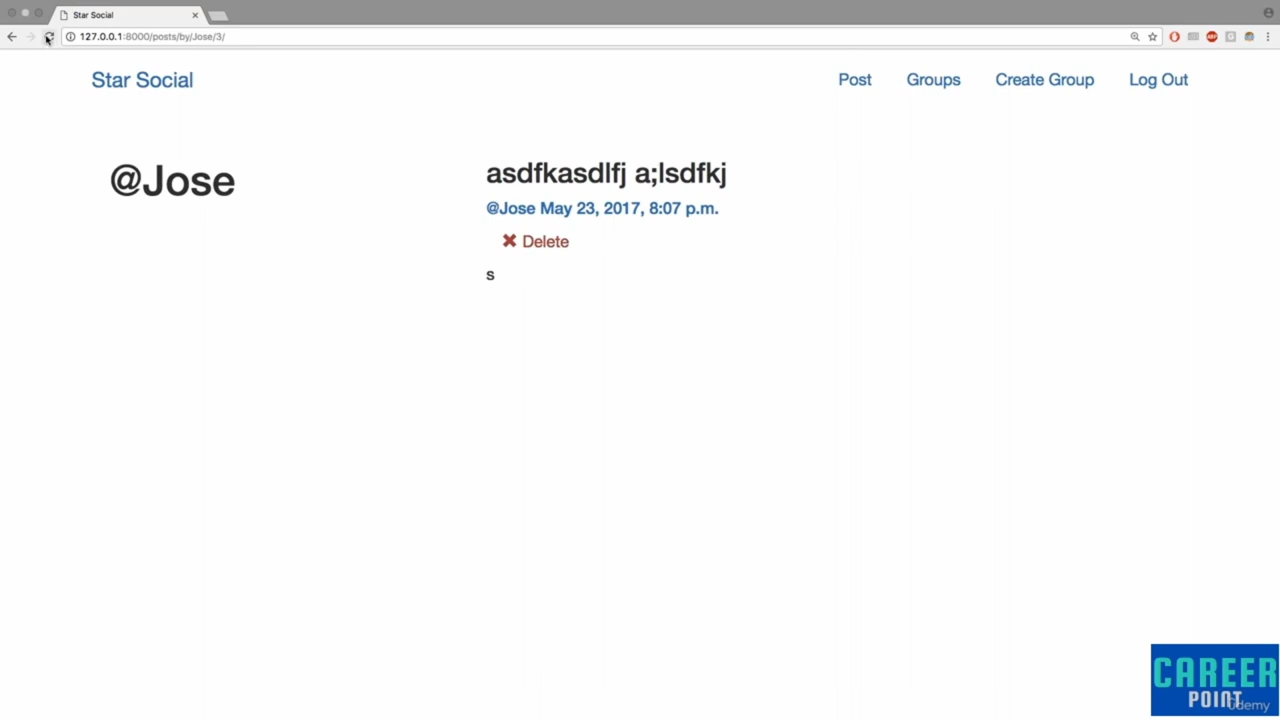 Star Social
127.0.0.1:8000/posts/by/Jose/3/
Star Social
Post
Groups
Create Group
Log Out
@Jose
asdfkasdlfj a;lsdfkj
@Jose May 23, 2017, 8:07 p.m.
✖ Delete
s
CAREER
POINT
ûdemy